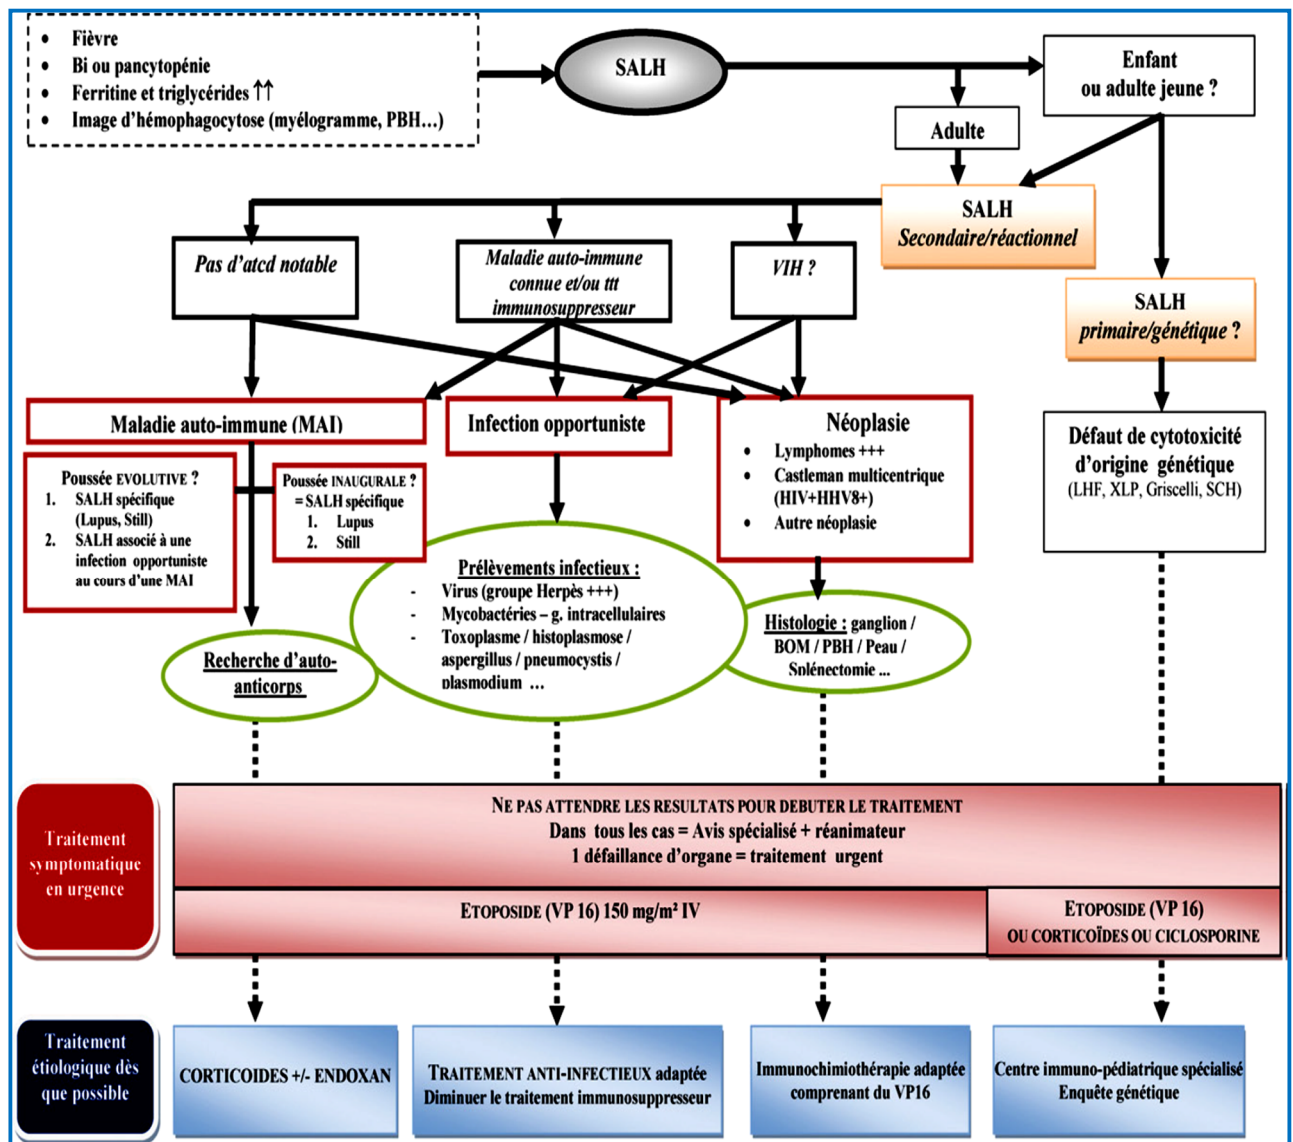 • Fièvre
• Bi ou pancytopénie
• Ferritine et triglycérides ↑↑
• Image d'hémophagocytose (myélogramme, PBH…)
SALH
Enfant
ou adulte jeune ?
Adulte
SALH
Secondaire/réactionnel
Pas d'atcd notable
Maladie auto-immune
connue et/ou ttt
immunosuppresseur
VIH ?
SALH
primaire/génétique ?
Maladie auto-immune (MAI)
Infection opportuniste
Néoplasie
• Lymphomes +++
• Castleman multicentrique
(HIV+HHV8+)
• Autre néoplasie
Défaut de cytotoxicité
d'origine génétique
(LHF, XLP, Griscelli, SCH)
Poussée EVOLUTIVE ?
1. SALH spécifique
(Lupus, Still)
2. SALH associé à une
infection opportuniste
au cours d'une MAI
Poussée INAUGURALE ?
= SALH spécifique
1. Lupus
2. Still
Prélèvements infectieux :
- Virus (groupe Herpès +++)
- Mycobactéries – g. intracellulaires
- Toxoplasme / histoplasmose /
aspergillus / pneumocystis /
plasmodium …
Histologie : ganglion /
BOM / PBH / Peau /
Splénectomie ...
Recherche d'auto-
anticorps
Traitement
symptomatique
en urgence
NE PAS ATTENDRE LES RESULTATS POUR DEBUTER LE TRAITEMENT
Dans tous les cas = Avis spécialisé + réanimateur
1 défaillance d'organe = traitement urgent
ETOPOSIDE (VP 16) 150 mg/m² IV
ETOPOSIDE (VP 16)
OU CORTICOÏDES OU CICLOSPORINE
Traitement
étiologique dès
que possible
CORTICOIDES +/- ENDOXAN
TRAITEMENT ANTI-INFECTIEUX adaptée
Diminuer le traitement immunosuppresseur
Immunochimiothérapie adaptée
comprenant du VP16
Centre immuno-pédiatrique spécialisé
Enquête génétique